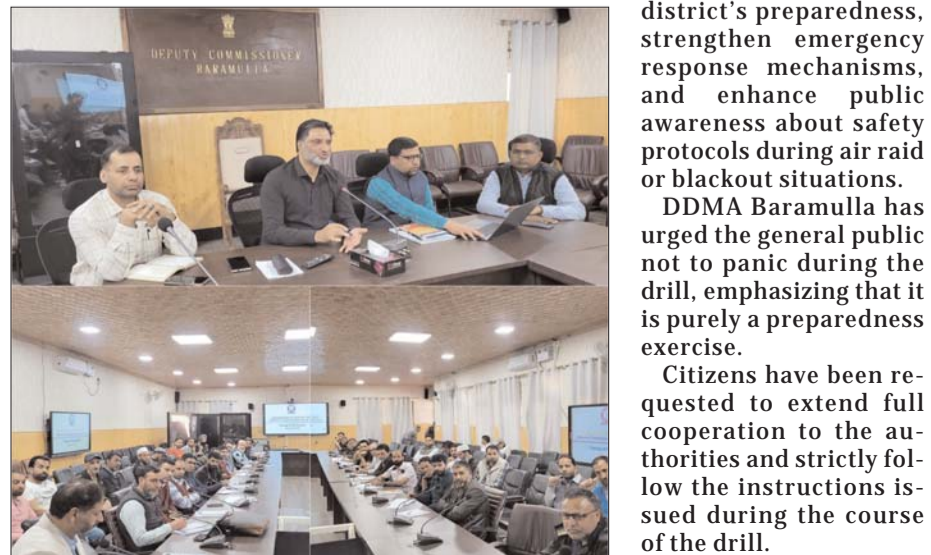 DEPUTY COMMISSIONER
BARAMULLA
district's preparedness,
strengthen emergency
response mechanisms,
and enhance public
awareness about safety
protocols during air raid
or blackout situations.
DDMA Baramulla has
urged the general public
not to panic during the
drill, emphasizing that it
is purely a preparedness
exercise.
Citizens have been re-
quested to extend full
cooperation to the au-
thorities and strictly fol-
low the instructions is-
sued during the course
of the drill.